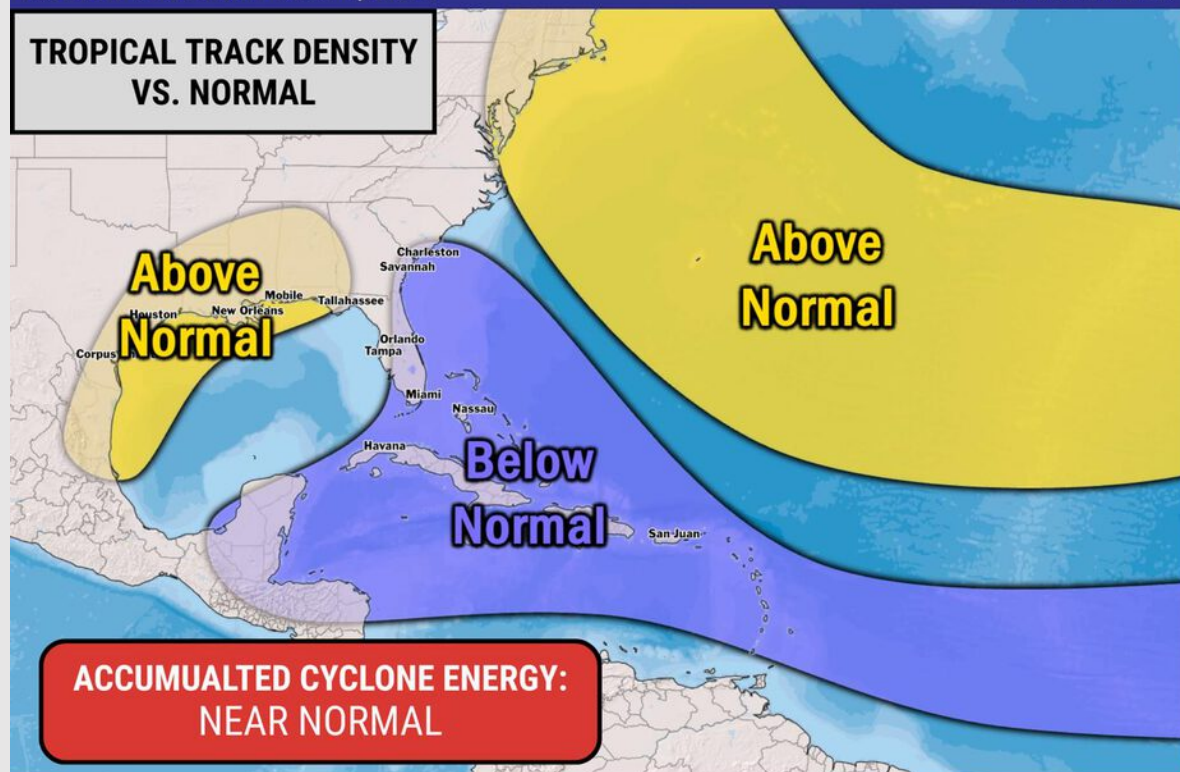 TROPICAL TRACK DENSITY
VS. NORMAL
Above
Normal
Above
Normal
Charleston
Savannah
Mobile
Tallahassee
New Orleans
Houston
Corpus
Orlando
Tampa
Miami
Nassau
Havana
Below
Normal
San Juan
ACCUMUALTED CYCLONE ENERGY:
NEAR NORMAL